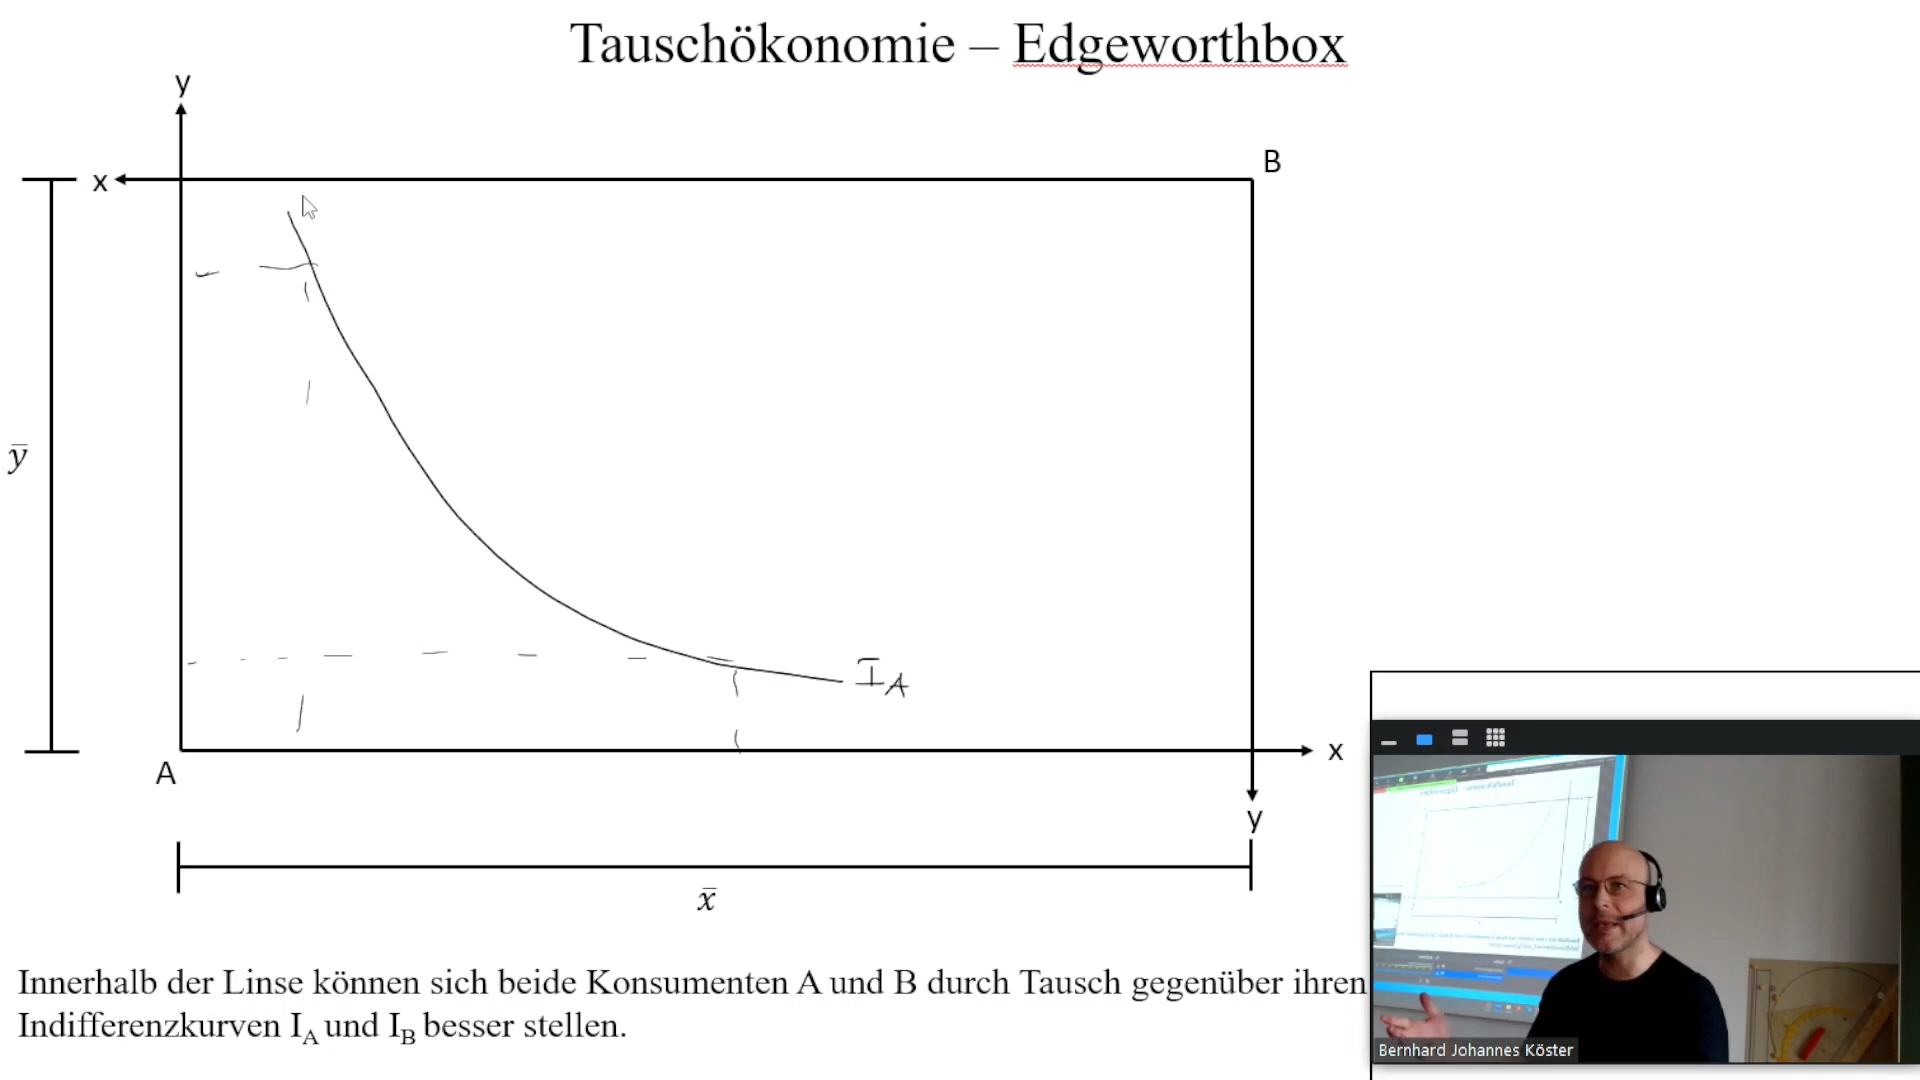 Tauschökonomie – Edgeworthbox
y
B
x
y̅
I_A
x
A
y
x̅
Innerhalb der Linse können sich beide Konsumenten A und B durch Tausch gegenüber ihren
Indifferenzkurven I_A und I_B besser stellen.
Bernhard Johannes Köster